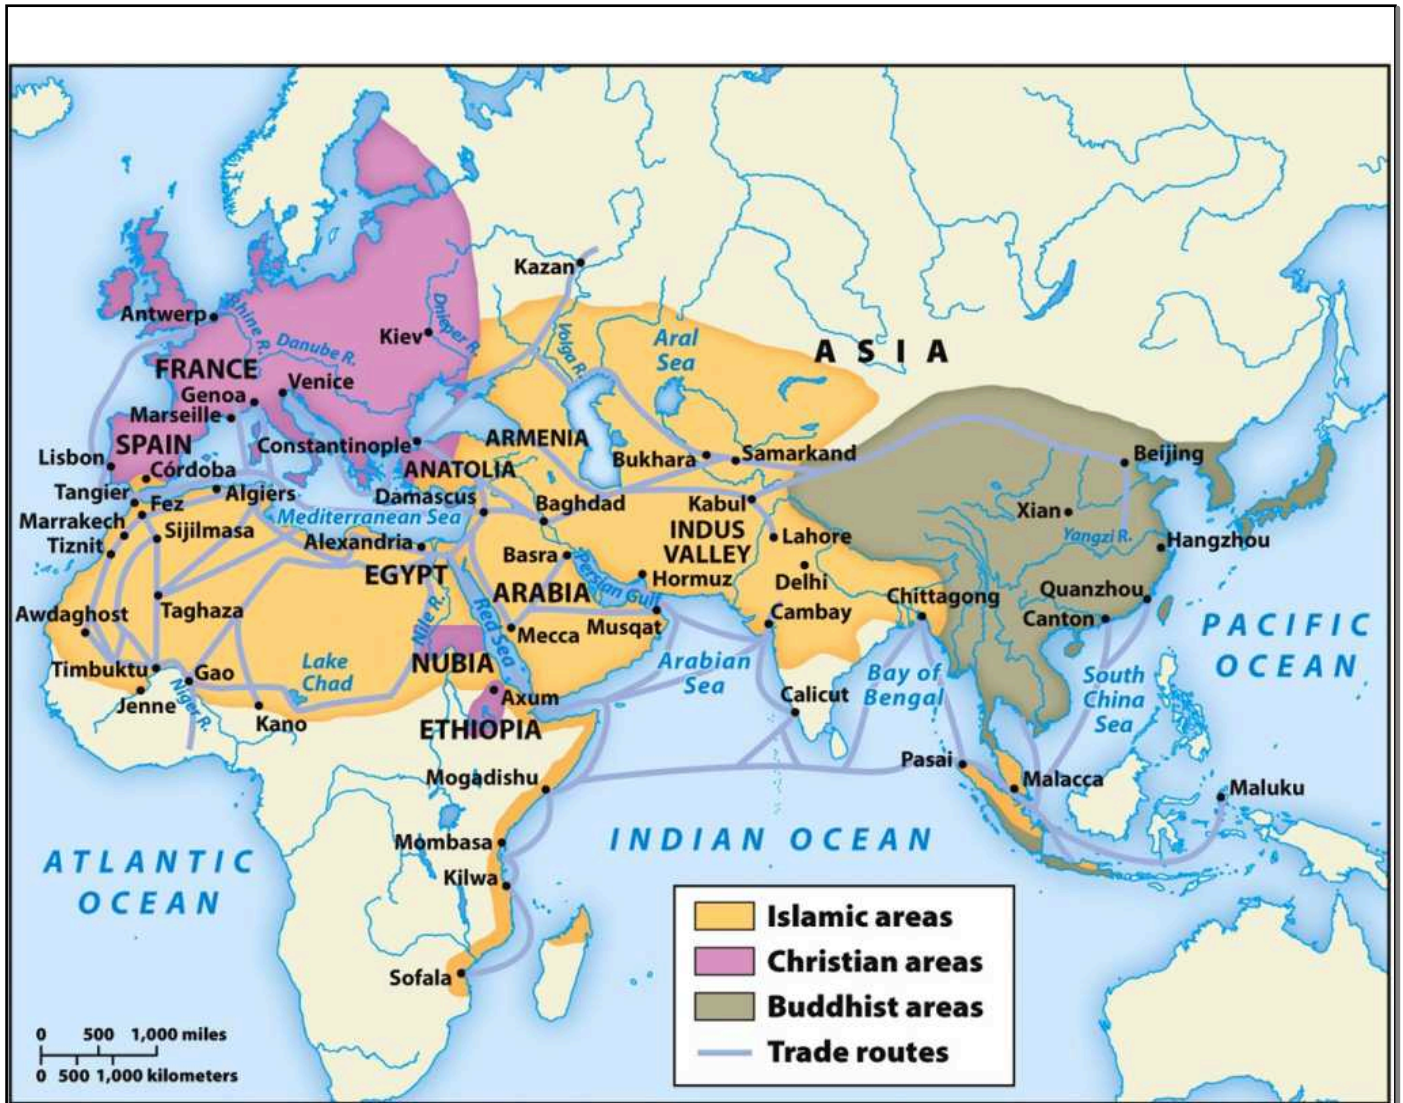 Kazan
Antwerp
Rhine R.
Kiev
Dnieper R.
Volga R.
Aral
Sea
ASIA
Danube R.
FRANCE
Venice
Genoa
Marseille
SPAIN
Constantinople
ARMENIA
Bukhara
Samarkand
Beijing
Lisbon
Córdoba
ANATOLIA
Tangier
Fez
Algiers
Damascus
Baghdad
Kabul
Xian
Marrakech
Sijilmasa
Mediterranean Sea
INDUS
VALLEY
Lahore
Yangzi R.
Hangzhou
Tiznit
Alexandria
Basra
EGYPT
Persian Gulf
Hormuz
Delhi
Quanzhou
ARABIA
Chittagong
Awdaghost
Taghaza
Nile R.
Red Sea
Mecca
Musqat
Cambay
Canton
PACIFIC
OCEAN
Timbuktu
Gao
Lake
Chad
NUBIA
Arabian
Sea
Bay of
Bengal
South
China
Sea
Jenne
Niger R.
Kano
Axum
Calicut
ETHIOPIA
Mogadishu
Pasai
Malacca
Maluku
Mombasa
INDIAN OCEAN
ATLANTIC
OCEAN
Kilwa
Sofala
Islamic areas
Christian areas
Buddhist areas
Trade routes
0 500 1,000 miles
0 500 1,000 kilometers